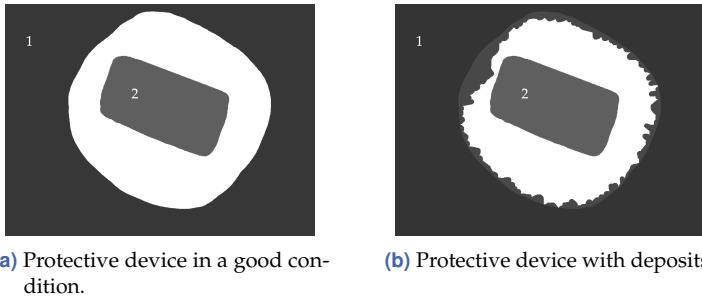 1
2
1
2
a) Protective device in a good con-
dition.
(b) Protective device with deposits